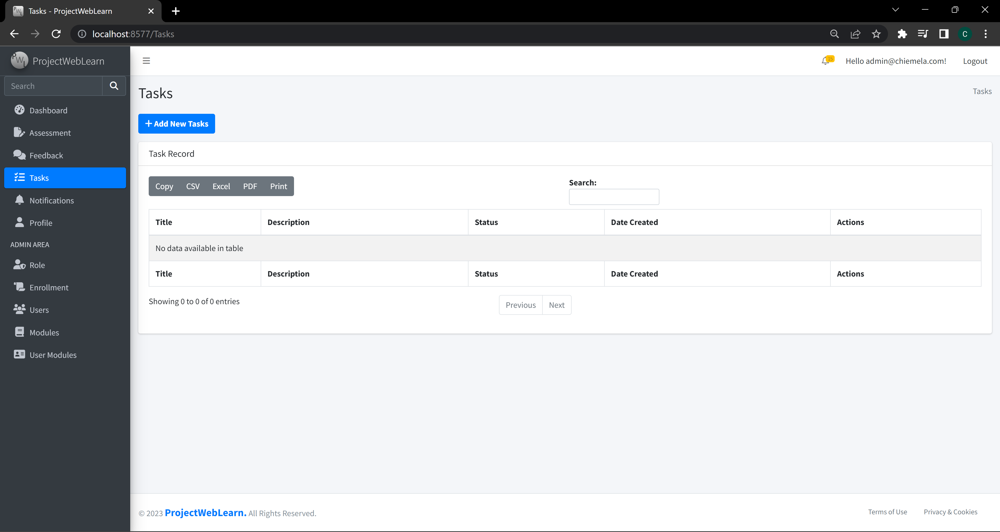 Tasks - ProjectWebLearn
localhost:8577/Tasks
C
PWL ProjectWebLearn
15 Hello admin@chiemela.com! Logout
Search
Tasks
Tasks
Dashboard
+ Add New Tasks
Assessment
Task Record
Feedback
Tasks
Copy CSV Excel PDF Print
Search:
Notifications
Profile
Title Description Status Date Created Actions
ADMIN AREA
No data available in table
Role
Title Description Status Date Created Actions
Enrollment
Showing 0 to 0 of 0 entries
Previous Next
Users
Modules
User Modules
© 2023 ProjectWebLearn. All Rights Reserved.
Terms of Use Privacy & Cookies